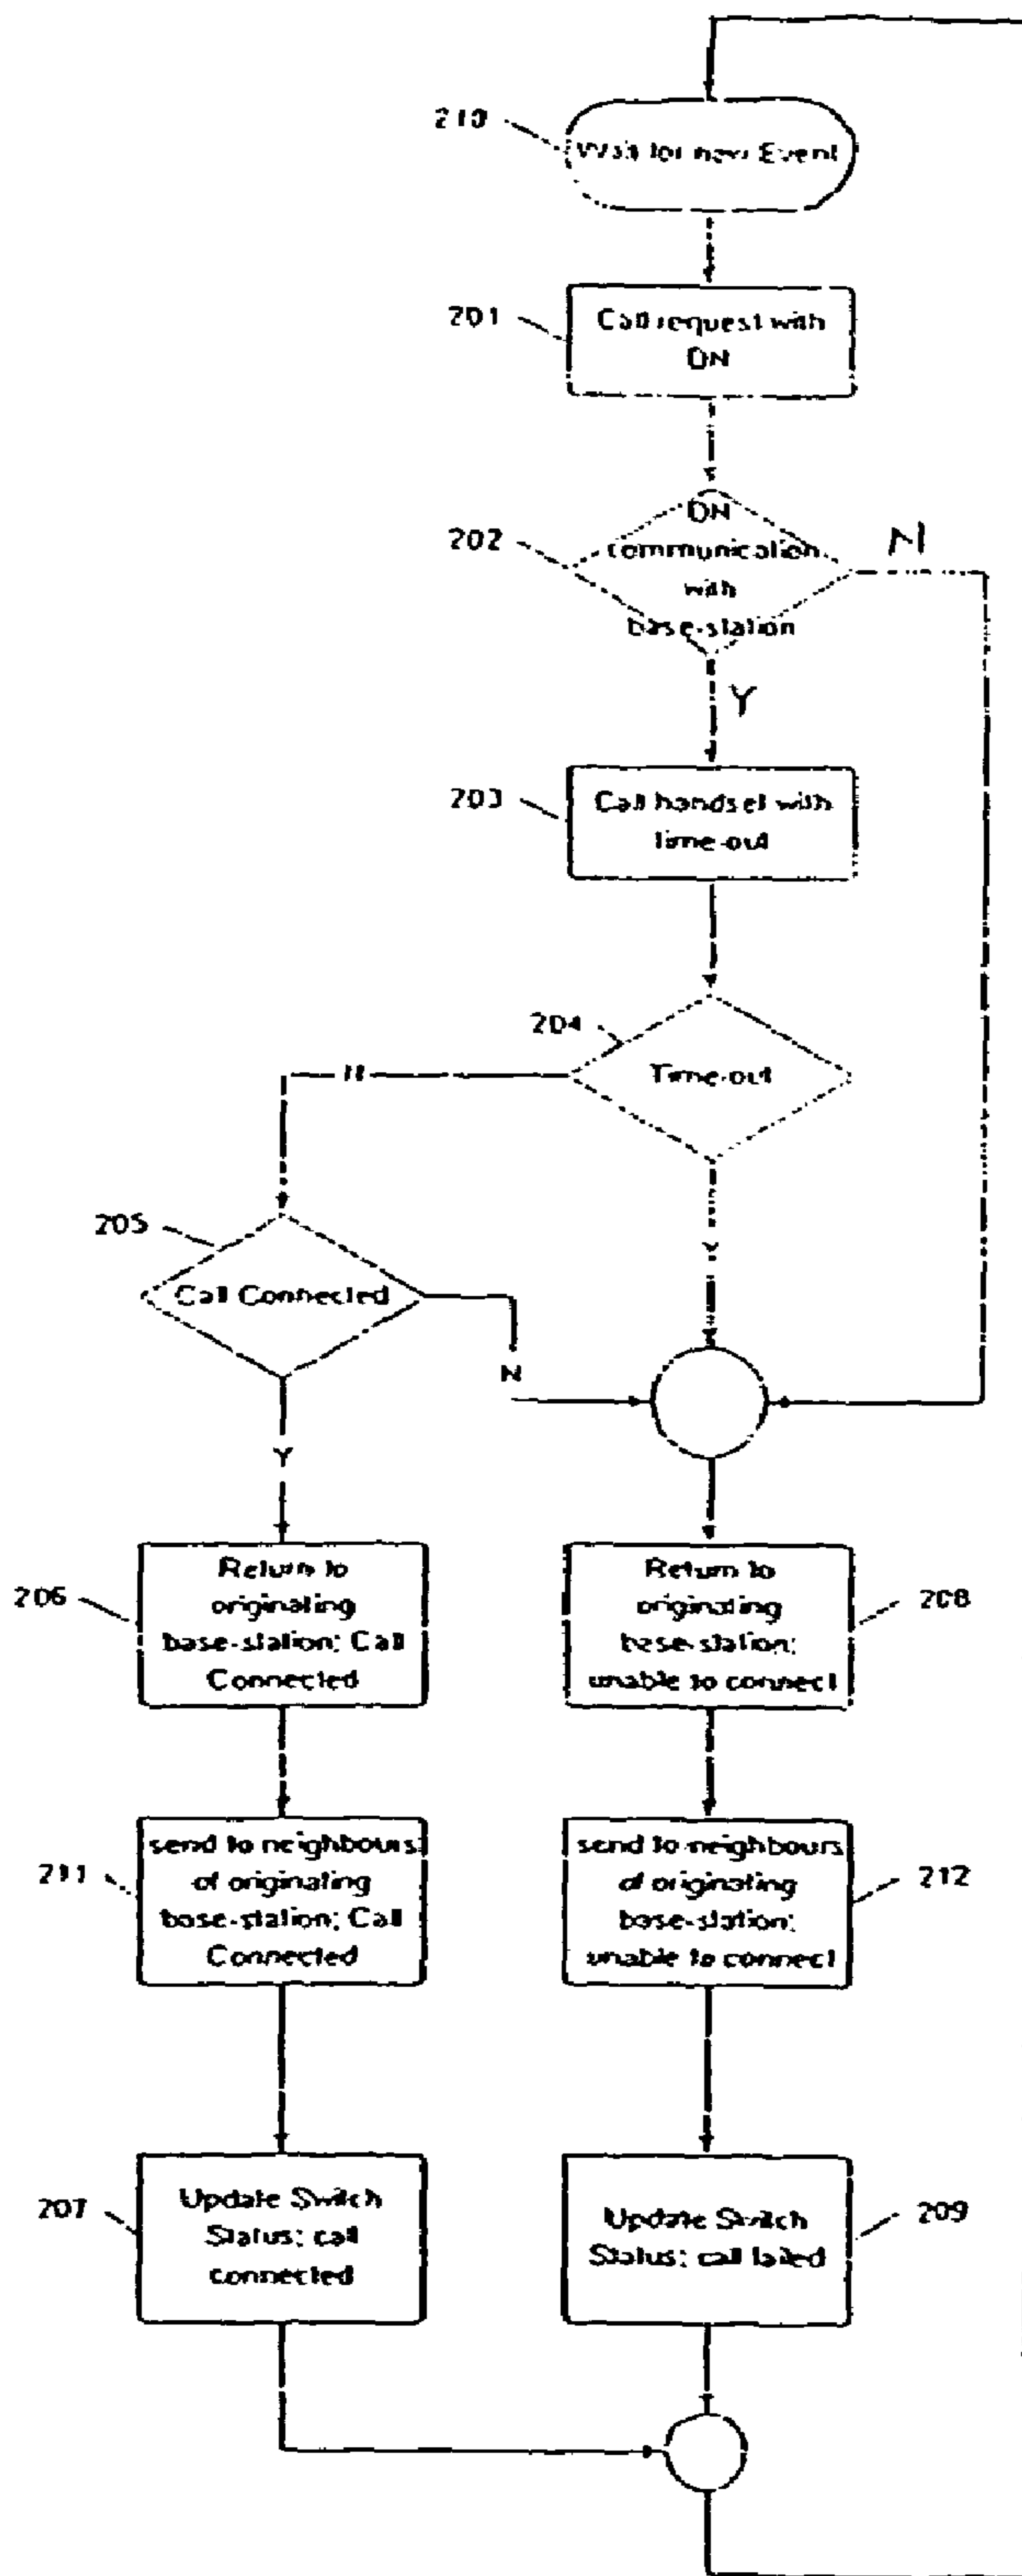 210
Wait for new Event
201
Call request with
DN
202
DN
communication
with
base-station
N
Y
203
Call handset with
time-out
204
Time-out
N
Y
205
Call Connected
N
Y
206
Return to
originating
base-station; Call
Connected
208
Return to
originating
base-station;
unable to connect
211
send to neighbours
of originating
base-station; Call
Connected
212
send to neighbours
of originating
base-station;
unable to connect
207
Update Switch
Status; call
connected
209
Update Switch
Status; call failed